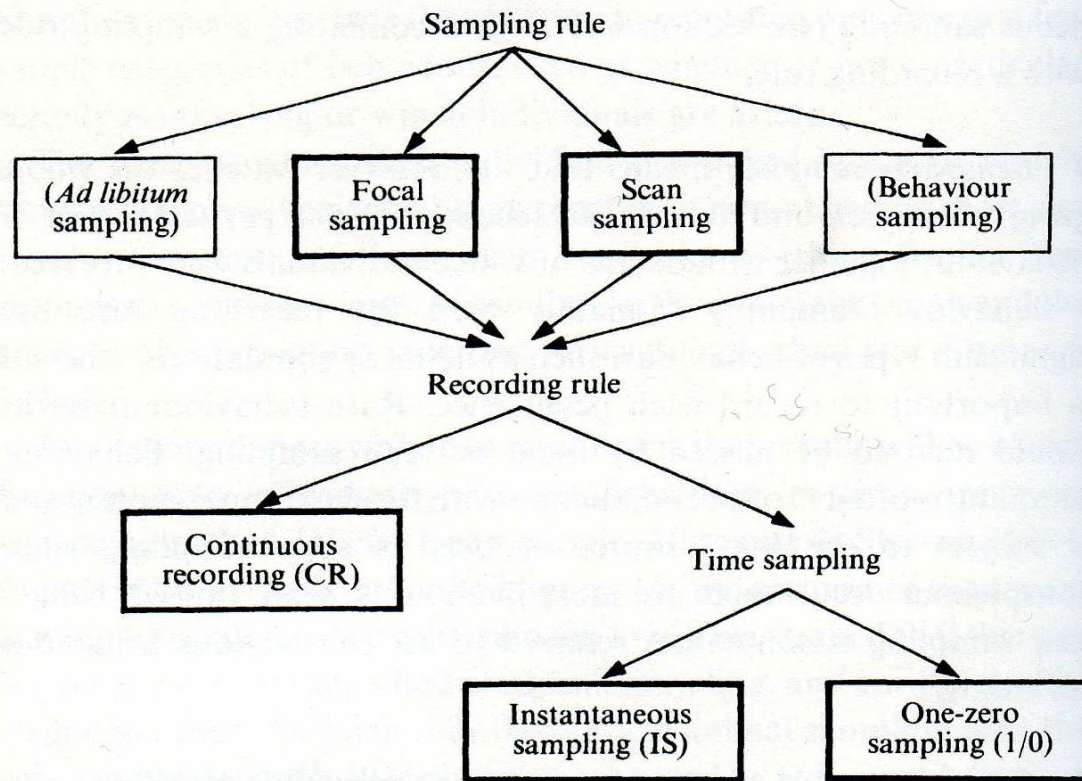 Sampling rule
(Ad libitum
sampling)
Focal
sampling
Scan
sampling
(Behaviour
sampling)
Recording rule
Continuous
recording (CR)
Time sampling
Instantaneous
sampling (IS)
One-zero
sampling (1/0)